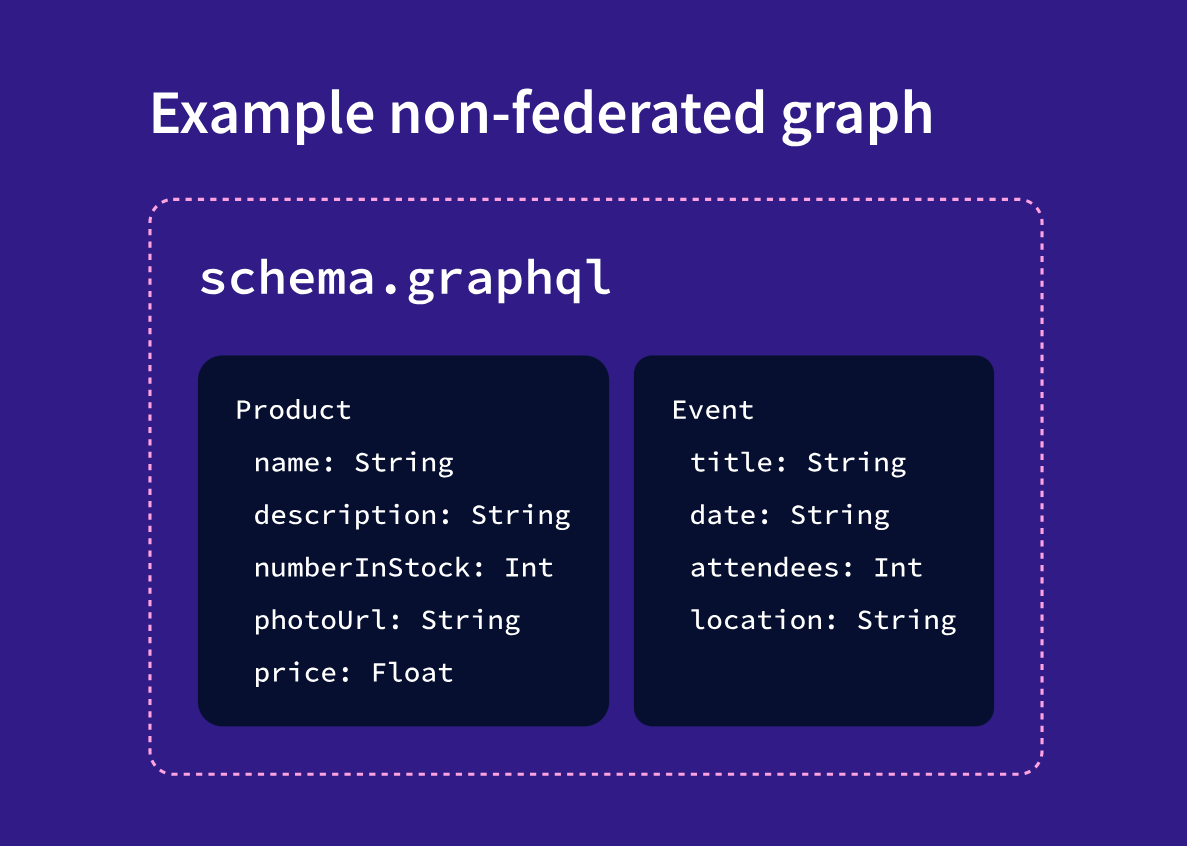 Example non-federated graph
schema.graphql
Product
name: String
description: String
numberInStock: Int
photoUrl: String
price: Float
Event
title: String
date: String
attendees: Int
location: String